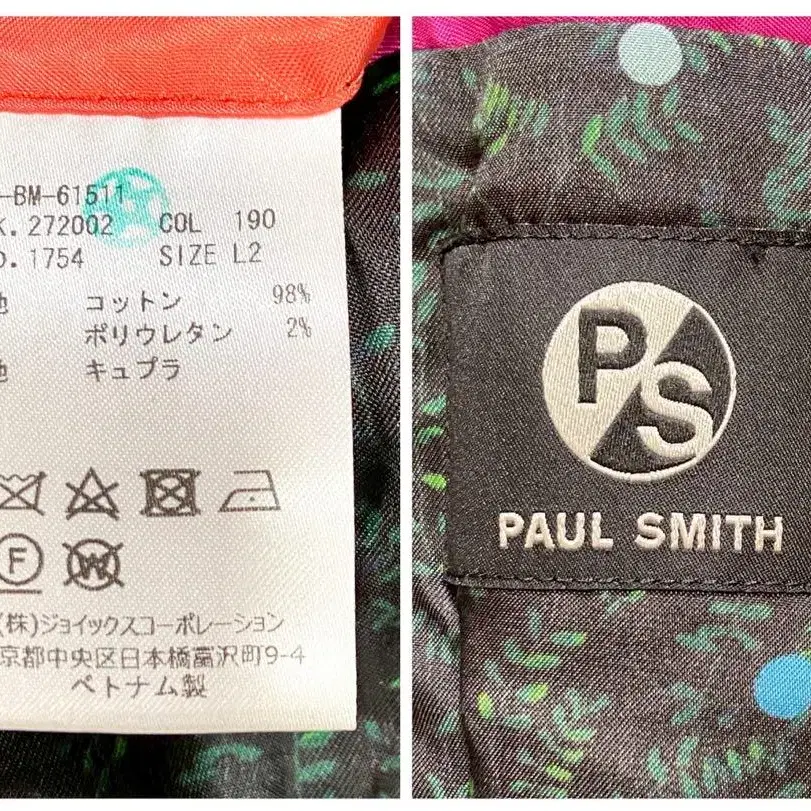 -BM-61511
K.272002 COL 190
o.1754 SIZE L2
地 コットン 98%
ポリウレタン 2%
地 キュプラ
F
W
(株)ジョイックスコーポレーション
京都中央区日本橋富沢町9-4
ベトナム製
P/S
PAUL SMITH